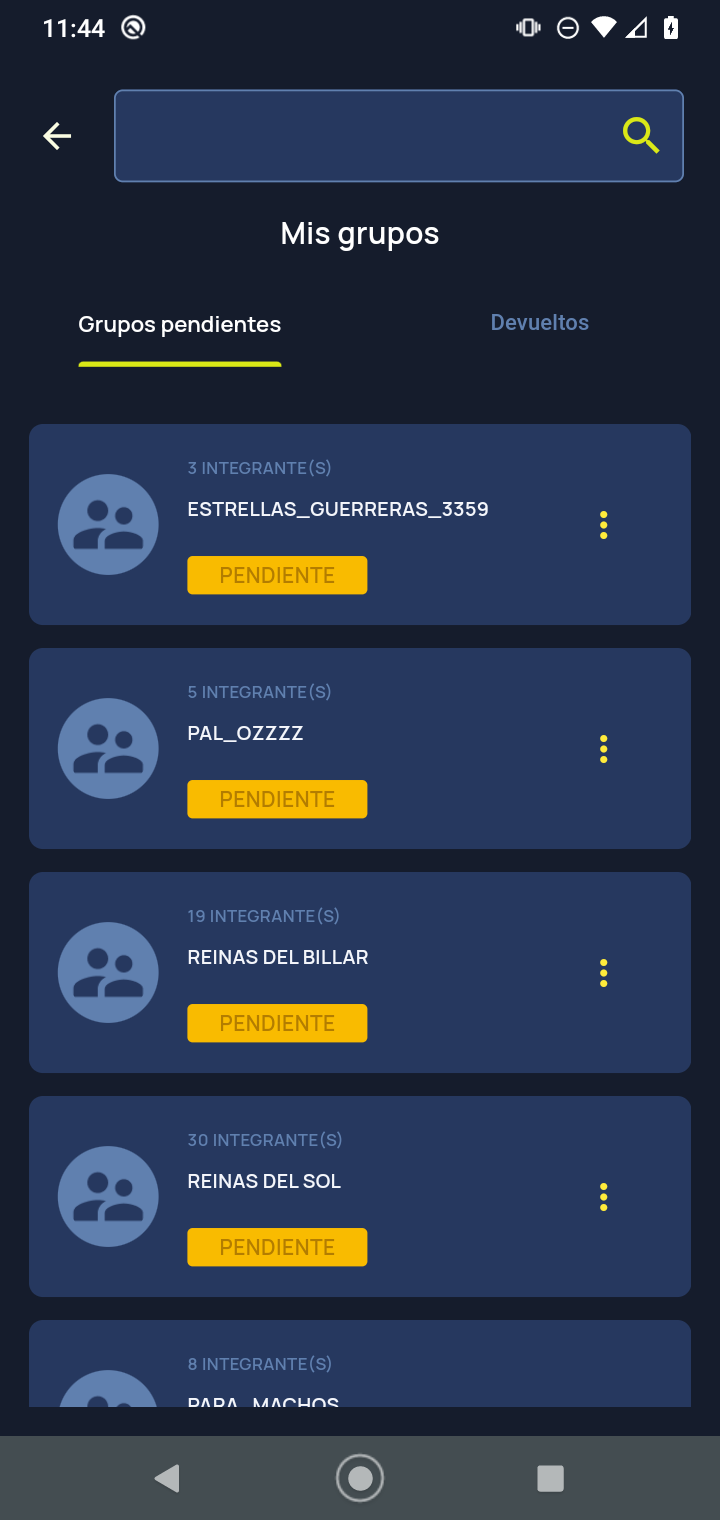 11:44
Mis grupos
Grupos pendientes
Devueltos
3 INTEGRANTE(S)
ESTRELLAS_GUERRERAS_3359
PENDIENTE
5 INTEGRANTE(S)
PAL_OZZZZ
PENDIENTE
19 INTEGRANTE(S)
REINAS DEL BILLAR
PENDIENTE
30 INTEGRANTE(S)
REINAS DEL SOL
PENDIENTE
8 INTEGRANTE(S)